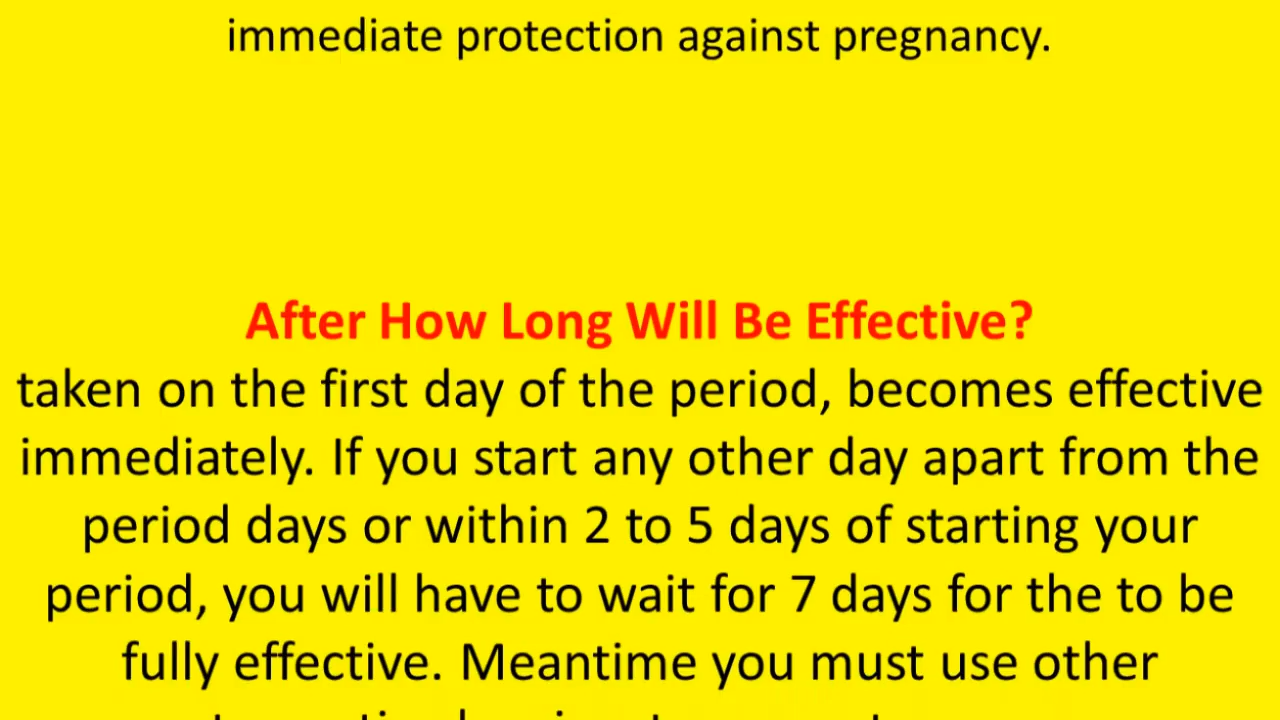 immediate protection against pregnancy.
After How Long Will Be Effective?
taken on the first day of the period, becomes effective
immediately. If you start any other day apart from the
period days or within 2 to 5 days of starting your
period, you will have to wait for 7 days for the to be
fully effective. Meantime you must use other